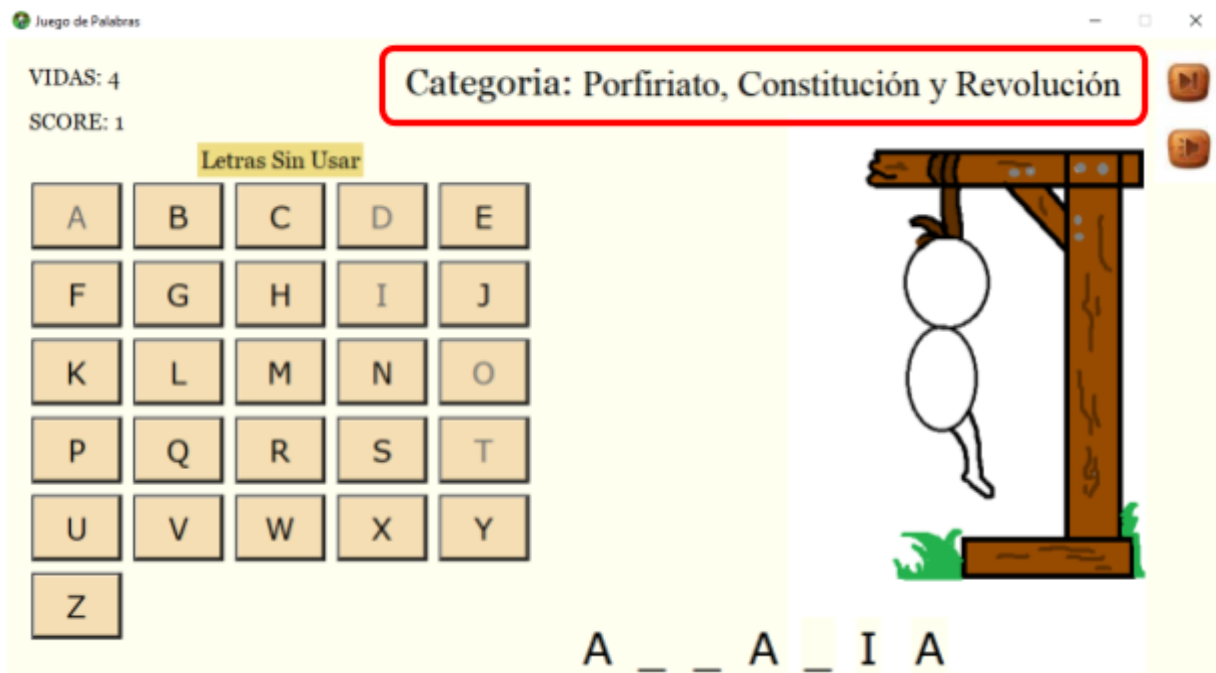 Juego de Palabras
VIDAS: 4
Categoria: Porfiriato, Constitución y Revolución
SCORE: 1
Letras Sin Usar
A B C D E
F G H I J
K L M N O
P Q R S T
U V W X Y
Z
A _ _ A _ I A